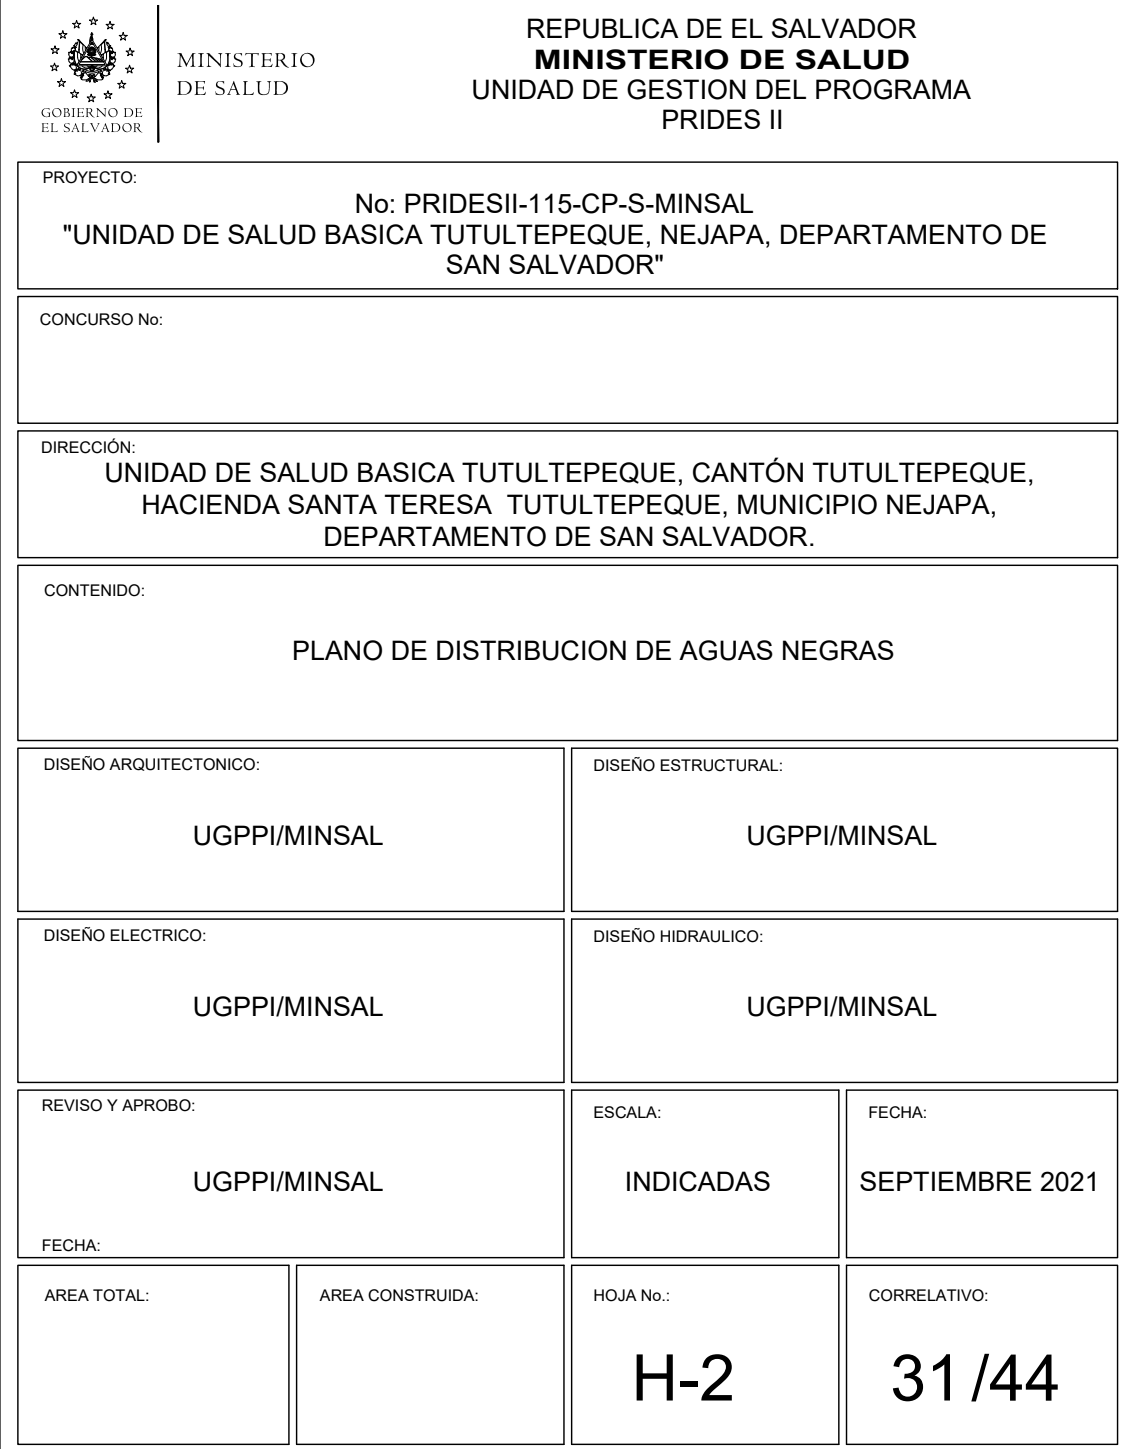 GOBIERNO DE
EL SALVADOR
MINISTERIO
DE SALUD
REPUBLICA DE EL SALVADOR
MINISTERIO DE SALUD
UNIDAD DE GESTION DEL PROGRAMA
PRIDES II
PROYECTO:
No: PRIDESII-115-CP-S-MINSAL
"UNIDAD DE SALUD BASICA TUTULTEPEQUE, NEJAPA, DEPARTAMENTO DE
SAN SALVADOR"
CONCURSO No:
DIRECCIÓN:
UNIDAD DE SALUD BASICA TUTULTEPEQUE, CANTÓN TUTULTEPEQUE,
HACIENDA SANTA TERESA TUTULTEPEQUE, MUNICIPIO NEJAPA,
DEPARTAMENTO DE SAN SALVADOR.
CONTENIDO:
PLANO DE DISTRIBUCION DE AGUAS NEGRAS
DISEÑO ARQUITECTONICO:
UGPPI/MINSAL
DISEÑO ESTRUCTURAL:
UGPPI/MINSAL
DISEÑO ELECTRICO:
UGPPI/MINSAL
DISEÑO HIDRAULICO:
UGPPI/MINSAL
REVISO Y APROBO:
UGPPI/MINSAL
FECHA:
ESCALA:
INDICADAS
FECHA:
SEPTIEMBRE 2021
AREA TOTAL:
AREA CONSTRUIDA:
HOJA No.:
H-2
CORRELATIVO:
31 /44